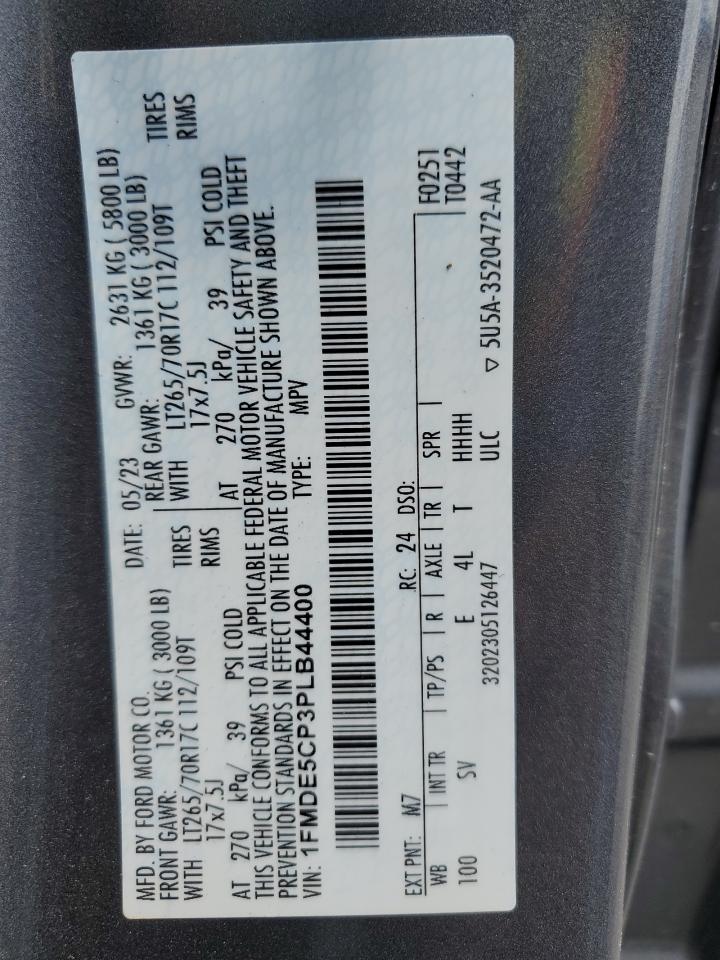 MFD. BY FORD MOTOR CO. DATE: 05/23 GVWR: 2631 KG ( 5800 LB)
FRONT GAWR: 1361 KG ( 3000 LB) REAR GAWR: 1361 KG ( 3000 LB)
WITH LT265/70R17C 112/109T TIRES WITH LT265/70R17C 112/109T TIRES
17x7.5J RIMS 17x7.5J RIMS
AT 270 kPa/ 39 PSI COLD AT 270 kPa/ 39 PSI COLD
THIS VEHICLE CONFORMS TO ALL APPLICABLE FEDERAL MOTOR VEHICLE SAFETY AND THEFT
PREVENTION STANDARDS IN EFFECT ON THE DATE OF MANUFACTURE SHOWN ABOVE.
VIN: 1FMDE5CP3PLB44400 TYPE: MPV
EXT PNT: M7 RC: 24 DSO: F0251
WB INT TR TP/PS R AXLE TR SPR T0442
100 SV E 4L T HHHH
3202305126447 ULC ▽ 5U5A-3520472-AA